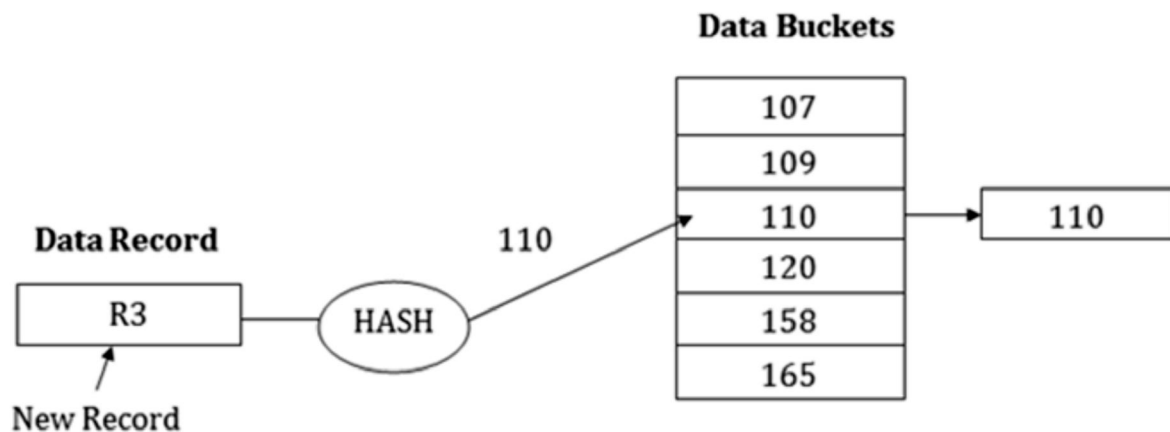 Data Buckets
107
109
110
110
120
158
165
110
Data Record
R3
HASH
New Record